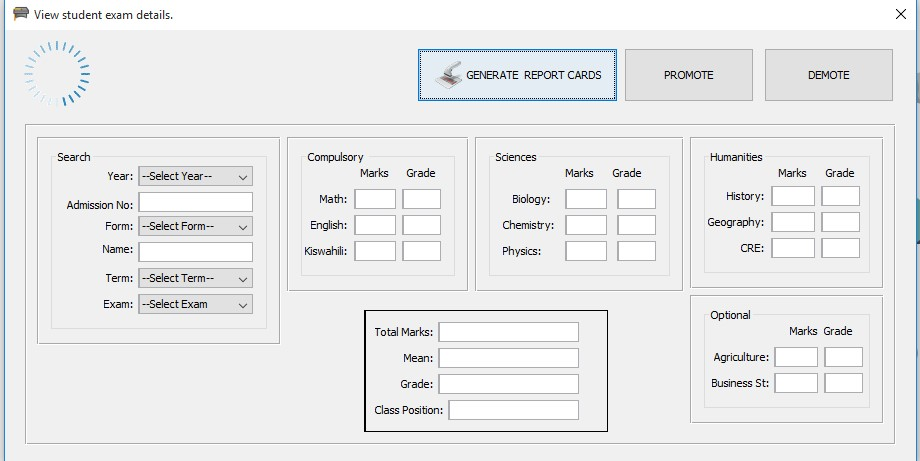 View student exam details.
GENERATE REPORT CARDS
PROMOTE
DEMOTE
Search
Year: --Select Year--
Admission No:
Form: --Select Form--
Name:
Term: --Select Term--
Exam: --Select Exam
Compulsory
Marks Grade
Math:
English:
Kiswahili:
Sciences
Marks Grade
Biology:
Chemistry:
Physics:
Humanities
Marks Grade
History:
Geography:
CRE:
Total Marks:
Mean:
Grade:
Class Position:
Optional
Marks Grade
Agriculture:
Business St: